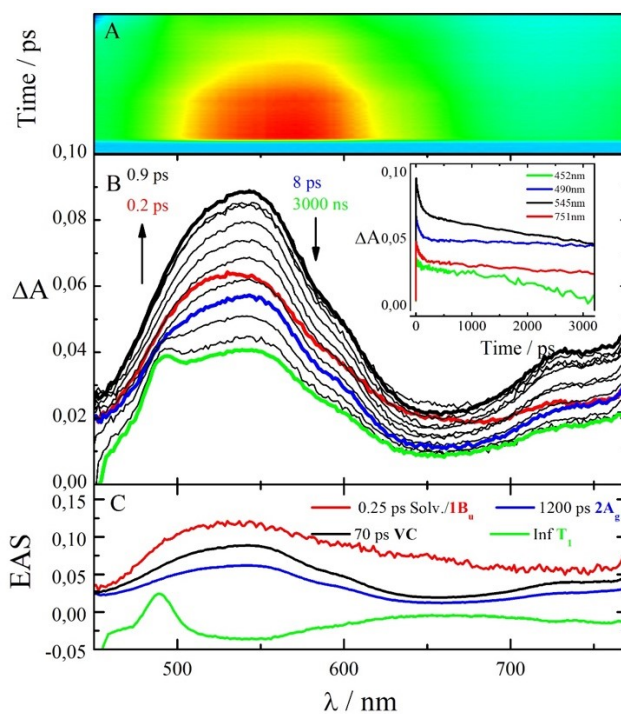 A
Time / ps
0,10
B
0.9 ps
0.2 ps
8 ps
3000 ns
0,08
0,06
0,04
0,02
0,00
ΔA
0,10
0,05
0,00
ΔA
452nm
490nm
545nm
751nm
0 1000 2000 3000
Time / ps
C
0.25 ps Solv./1Bu
1200 ps 2Ag
70 ps VC
Inf T1
0,15
0,10
0,05
0,00
-0,05
EAS
500 600 700
λ / nm